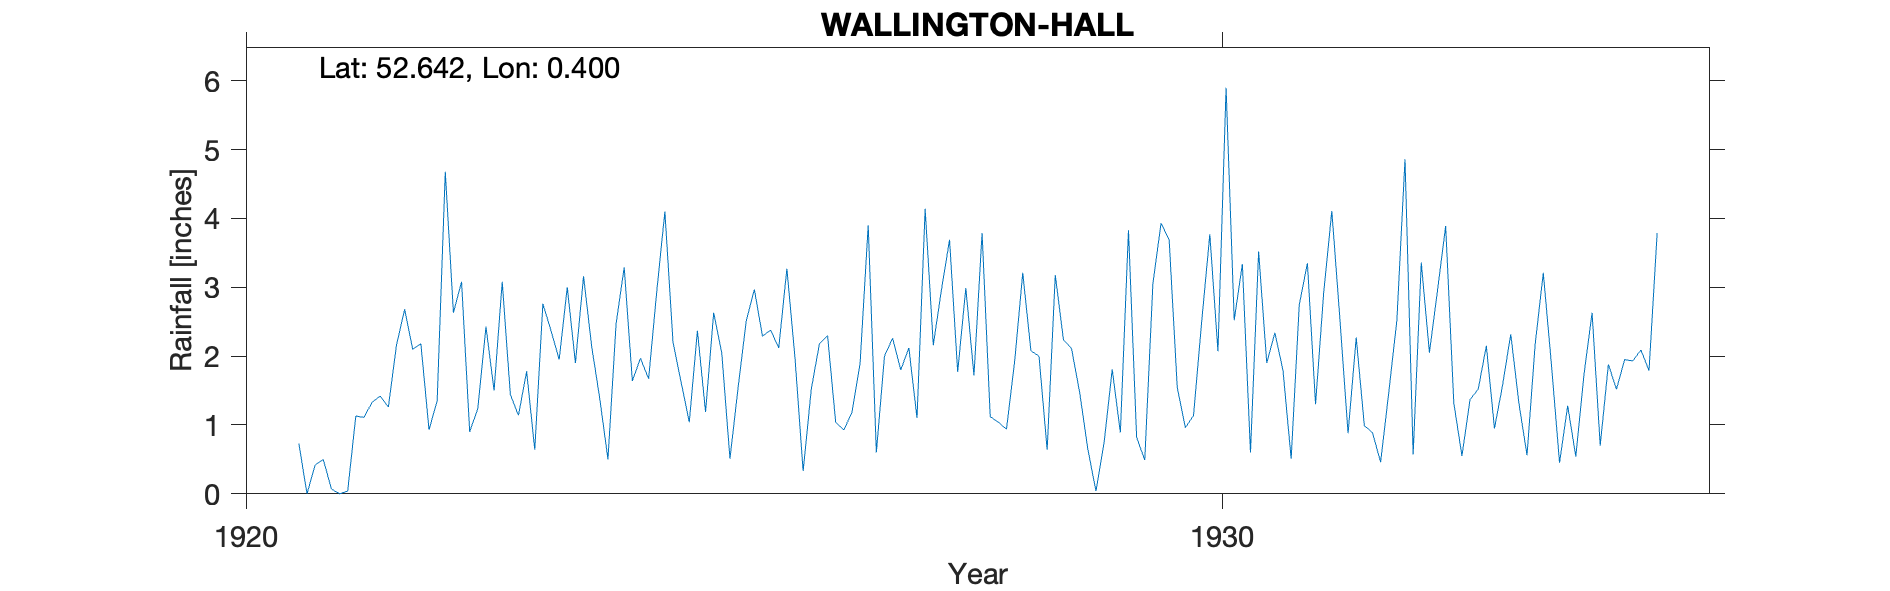 WALLINGTON-HALL
Lat: 52.642, Lon: 0.400
6
5
4
3
2
1
0
Rainfall [inches]
1920
1930
Year